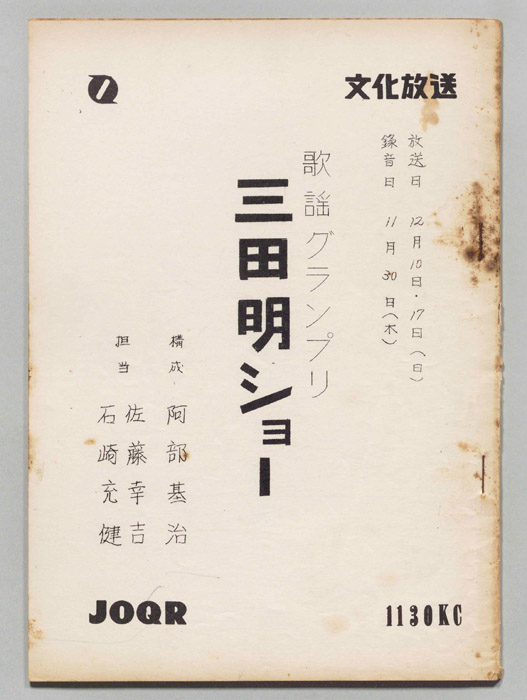 文化放送
放送日 12月10日・17日(日)
録音日 11月30日(木)
歌謡グランプリ
三田明ショー
構成 阿部基治
担当 佐藤幸吉
石崎充健
JOQR
1130KC